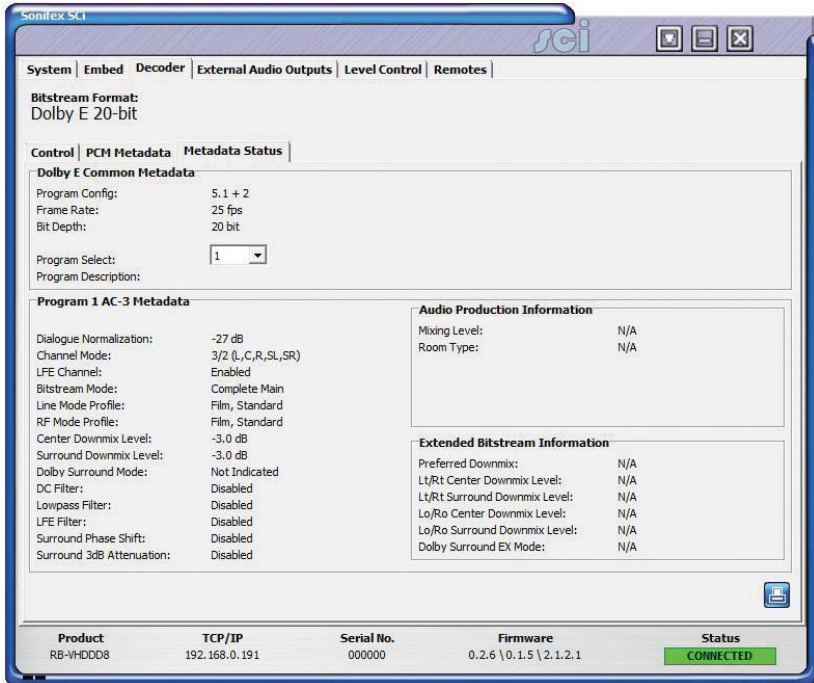 Sonifex SCi
sci
System Embed Decoder External Audio Outputs Level Control Remotes
Bitstream Format:
Dolby E 20-bit
Control PCM Metadata Metadata Status
Dolby E Common Metadata
Program Config: 5.1 + 2
Frame Rate: 25 fps
Bit Depth: 20 bit
Program Select: 1
Program Description:
Program 1 AC-3 Metadata
Dialogue Normalization: -27 dB
Channel Mode: 3/2 (L,C,R,SL,SR)
LFE Channel: Enabled
Bitstream Mode: Complete Main
Line Mode Profile: Film, Standard
RF Mode Profile: Film, Standard
Center Downmix Level: -3.0 dB
Surround Downmix Level: -3.0 dB
Dolby Surround Mode: Not Indicated
DC Filter: Disabled
Lowpass Filter: Disabled
LFE Filter: Disabled
Surround Phase Shift: Disabled
Surround 3dB Attenuation: Disabled
Audio Production Information
Mixing Level: N/A
Room Type: N/A
Extended Bitstream Information
Preferred Downmix: N/A
Lt/Rt Center Downmix Level: N/A
Lt/Rt Surround Downmix Level: N/A
Lo/Ro Center Downmix Level: N/A
Lo/Ro Surround Downmix Level: N/A
Dolby Surround EX Mode: N/A
Product TCP/IP Serial No. Firmware Status
RB-VHDDD8 192.168.0.191 000000 0.2.6 \ 0.1.5 \ 2.1.2.1 CONNECTED